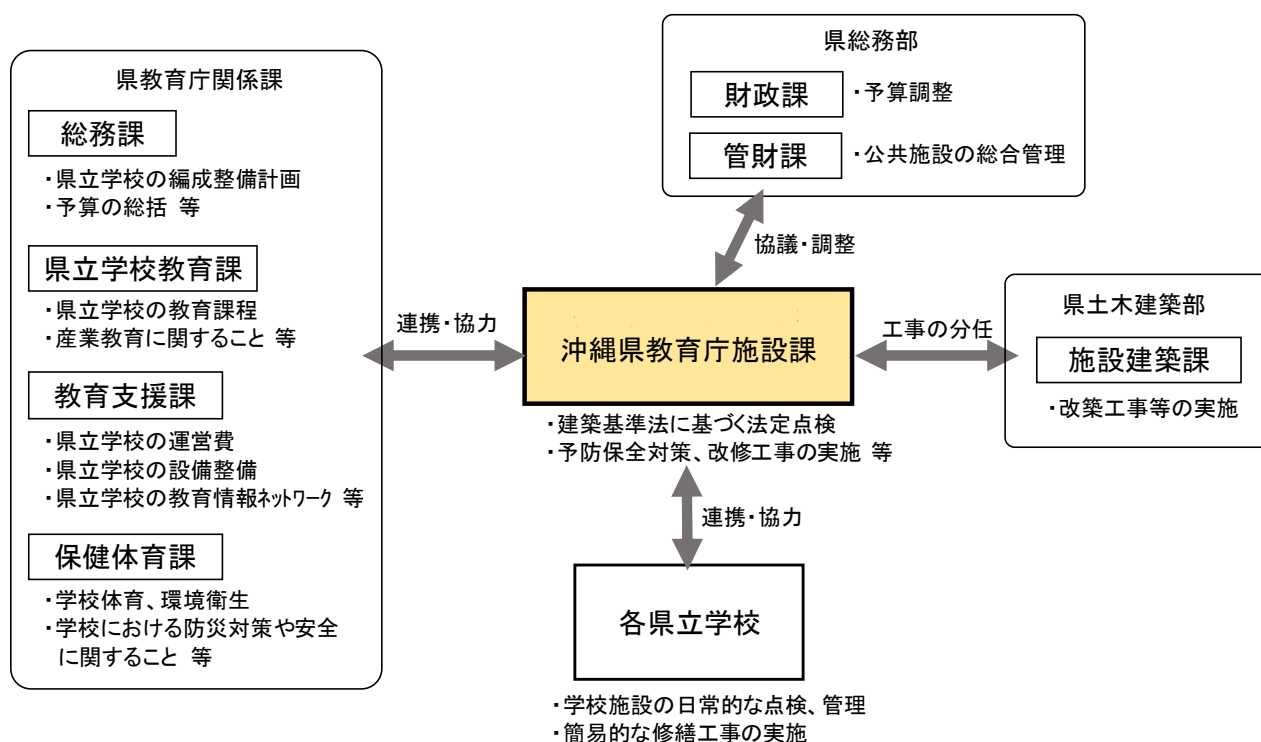 県教育庁関係課
総務課
・県立学校の編成整備計画
・予算の総括 等
県立学校教育課
・県立学校の教育課程
・産業教育に関すること 等
教育支援課
・県立学校の運営費
・県立学校の設備整備
・県立学校の教育情報ネットワーク 等
保健体育課
・学校体育、環境衛生
・学校における防災対策や安全
に関すること 等
連携・協力
県総務部
財政課
・予算調整
管財課
・公共施設の総合管理
協議・調整
沖縄県教育庁施設課
・建築基準法に基づく法定点検
・予防保全対策、改修工事の実施 等
工事の分任
県土木建築部
施設建築課
・改築工事等の実施
連携・協力
各県立学校
・学校施設の日常的な点検、管理
・簡易的な修繕工事の実施